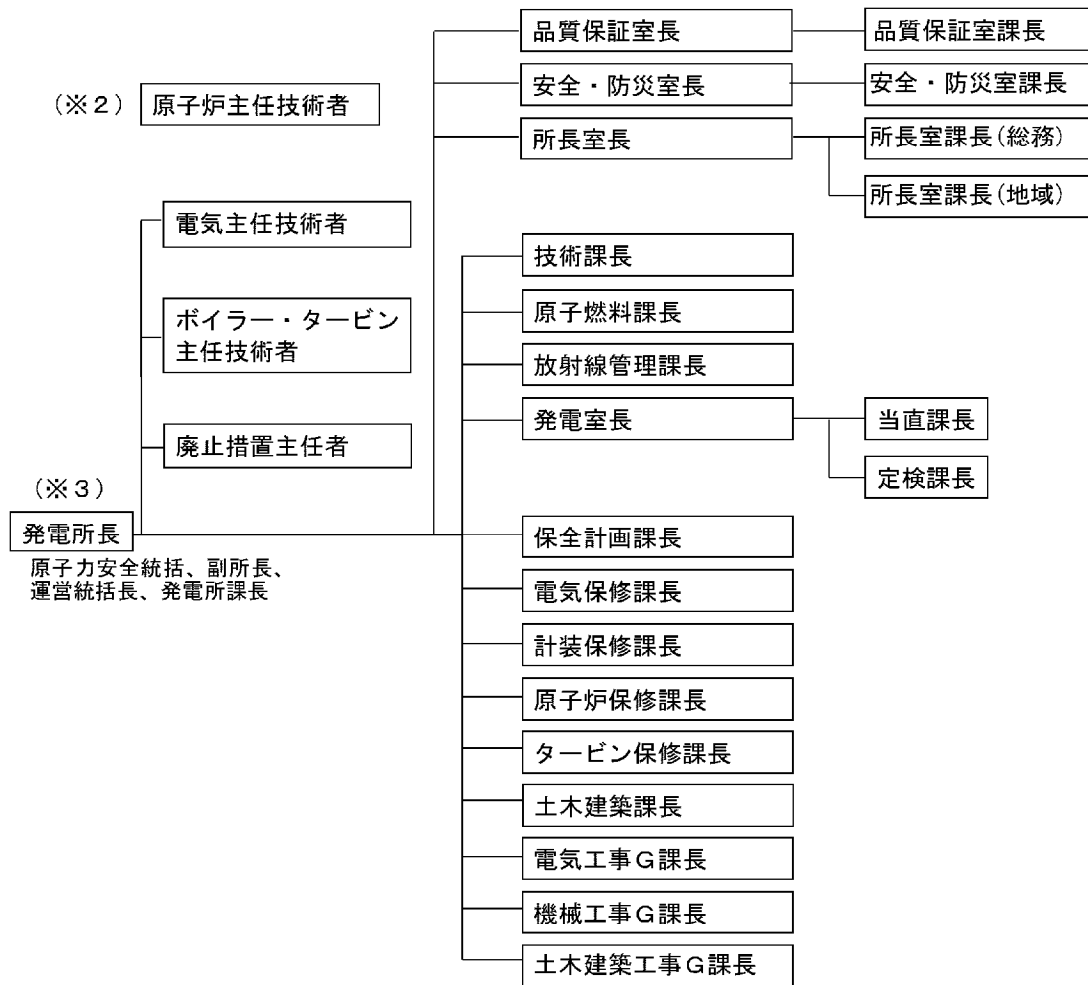 品質保証室長
品質保証室課長
安全・防災室長
安全・防災室課長
(※2)
原子炉主任技術者
所長室長
所長室課長(総務)
所長室課長(地域)
電気主任技術者
技術課長
ボイラー・タービン
主任技術者
原子燃料課長
放射線管理課長
発電室長
当直課長
廃止措置主任者
定検課長
(※3)
発電所長
原子力安全統括、副所長、
運営統括長、発電所課長
保全計画課長
電気保修課長
計装保修課長
原子炉保修課長
タービン保修課長
土木建築課長
電気工事G課長
機械工事G課長
土木建築工事G課長